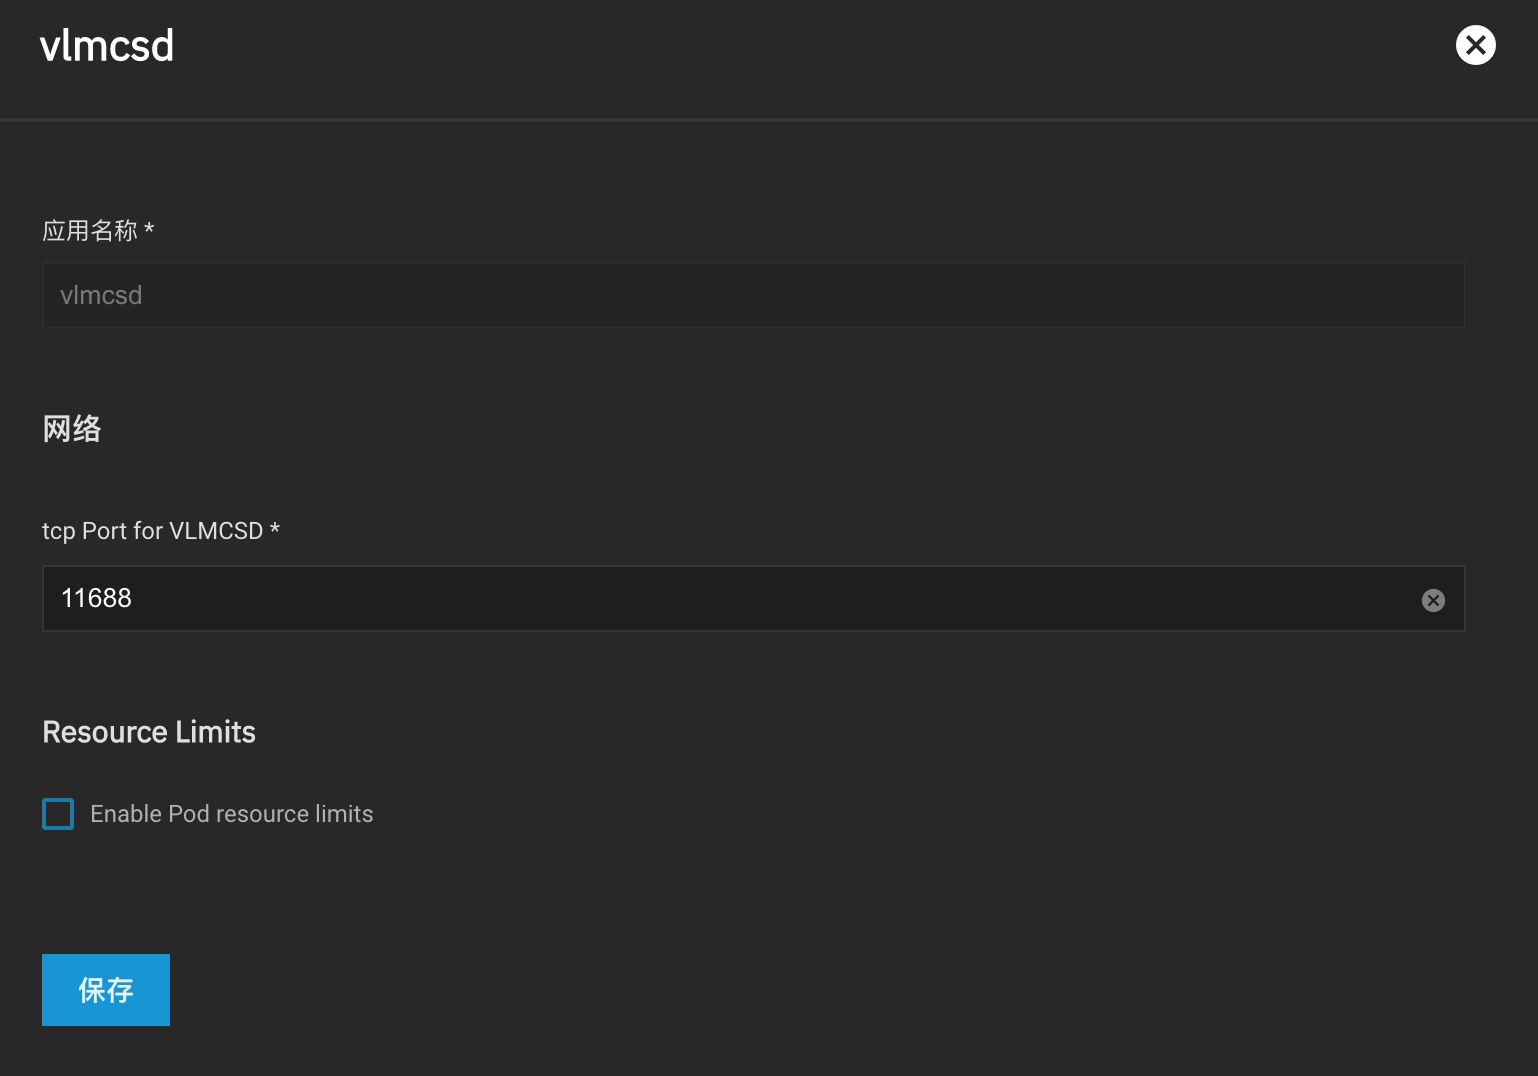 vlmcsd
应用名称 *
vlmcsd
网络
tcp Port for VLMCSD *
11688
Resource Limits
Enable Pod resource limits
保存